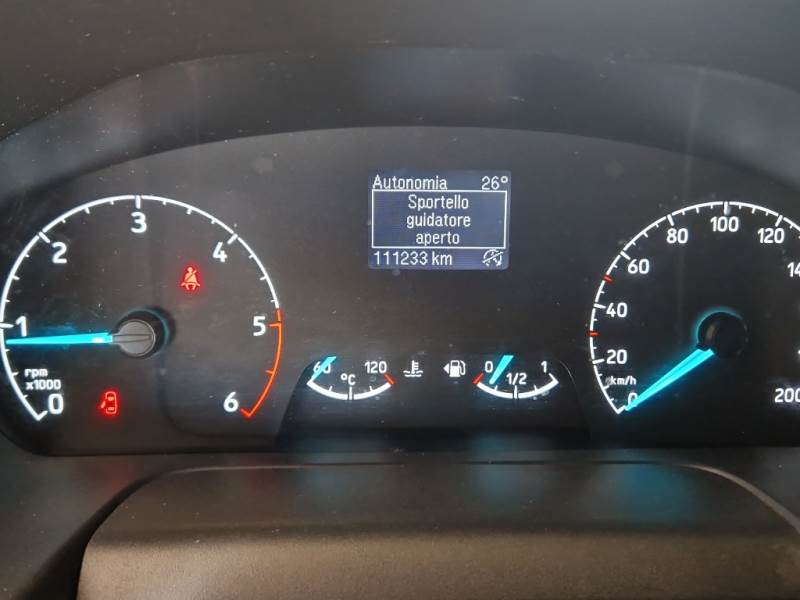 Autonomia 26°
Sportello
guidatore
aperto
111233 km
0 1 2 3 4 5 6
rpm
x1000
60 120
°C
0 1/2 1
0 20 40 60 80 100 120
200
km/h